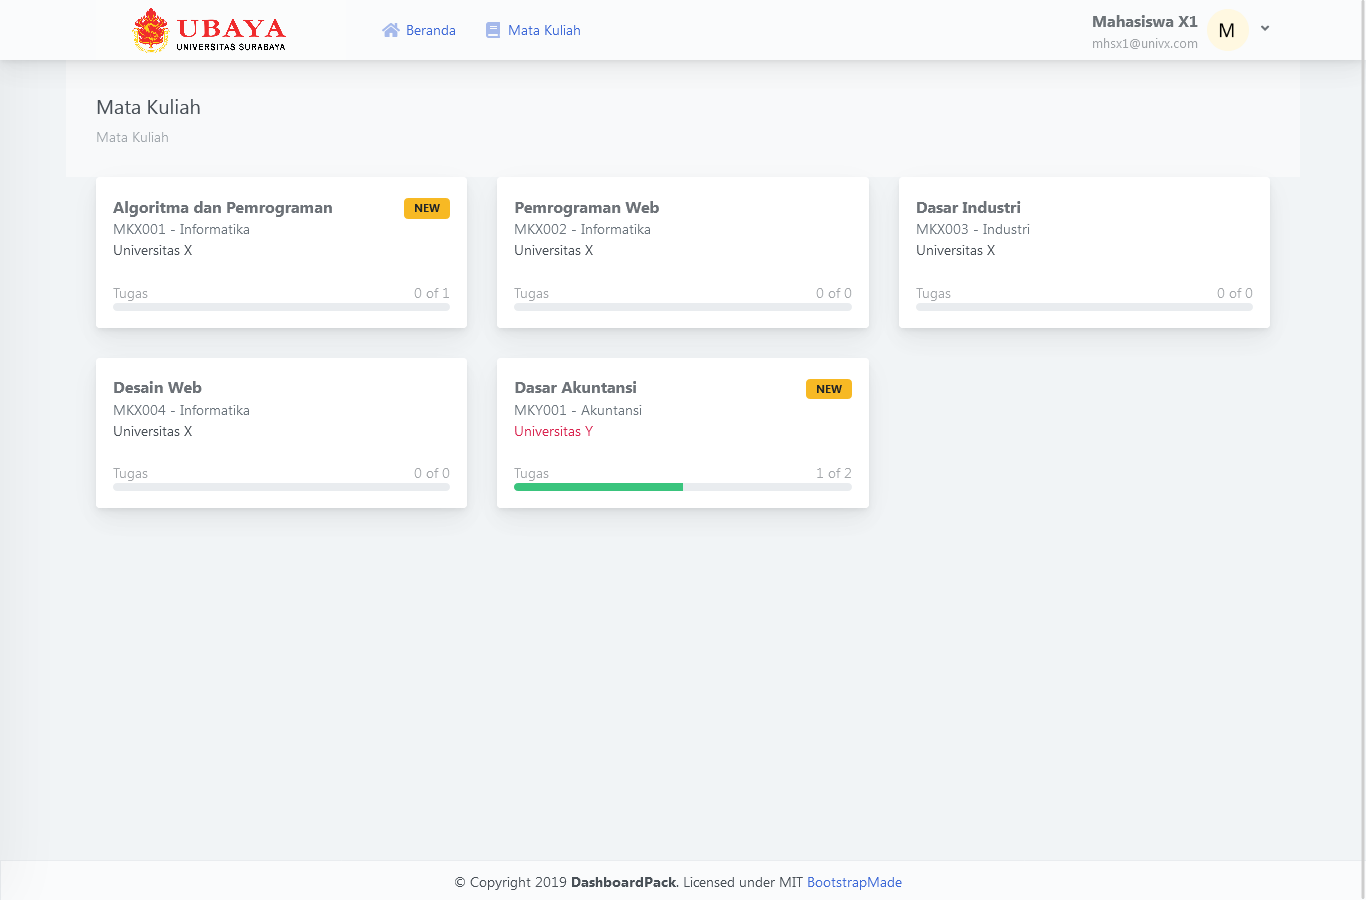 UBAYA
UNIVERSITAS SURABAYA
Beranda
Mata Kuliah
Mahasiswa X1
mhsx1@univx.com
M
Mata Kuliah
Mata Kuliah
Algoritma dan Pemrograman
NEW
MKX001 - Informatika
Universitas X
Tugas
0 of 1
Pemrograman Web
MKX002 - Informatika
Universitas X
Tugas
0 of 0
Dasar Industri
MKX003 - Industri
Universitas X
Tugas
0 of 0
Desain Web
MKX004 - Informatika
Universitas X
Tugas
0 of 0
Dasar Akuntansi
NEW
MKY001 - Akuntansi
Universitas Y
Tugas
1 of 2
© Copyright 2019 DashboardPack. Licensed under MIT BootstrapMade